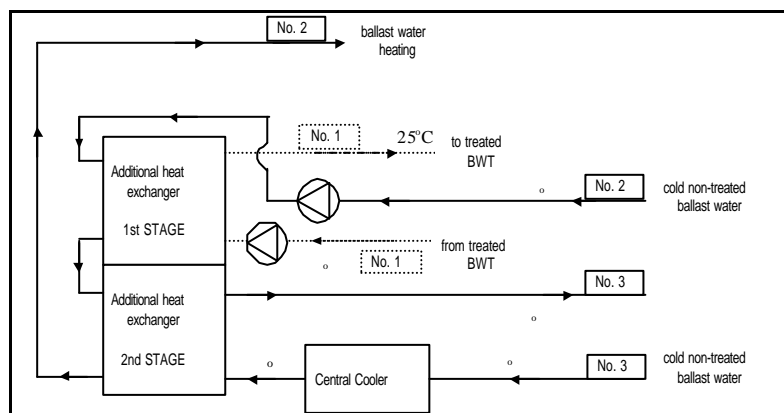 No. 2
ballast water
heating
No. 1
25°C
to treated
BWT
Additional heat
exchanger
1st STAGE
No. 2
cold non-treated
ballast water
o
from treated
BWT
No. 1
o
Additional heat
exchanger
2nd STAGE
No. 3
o
o
Central Cooler
o
No. 3
cold non-treated
ballast water